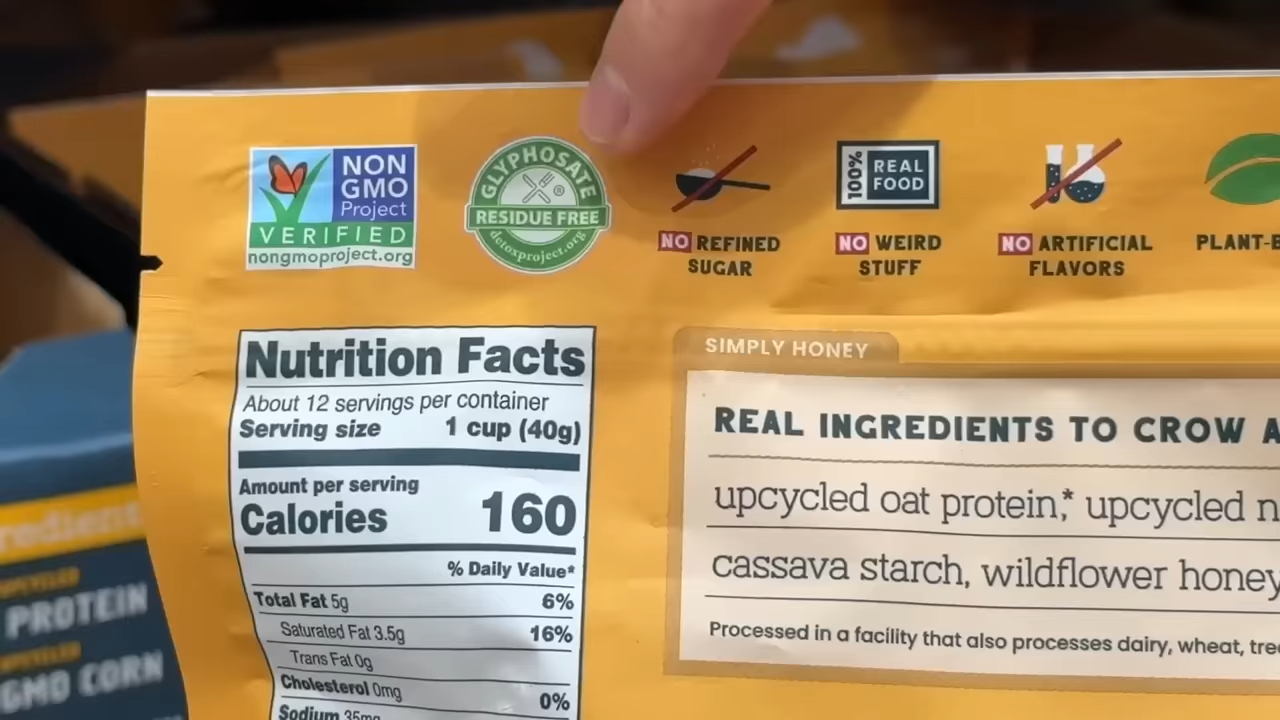 NON
GMO
Project
VERIFIED
nongmoproject.org
GLYPHOSATE
RESIDUE FREE
detoxproject.org
NO REFINED
SUGAR
100% REAL
FOOD
NO WEIRD
STUFF
NO ARTIFICIAL
FLAVORS
PLANT-B
Nutrition Facts
About 12 servings per container
Serving size 1 cup (40g)
Amount per serving
Calories 160
% Daily Value*
Total Fat 5g 6%
Saturated Fat 3.5g 16%
Trans Fat 0g
Cholesterol 0mg 0%
Sodium 35mg
SIMPLY HONEY
REAL INGREDIENTS TO CROW A
upcycled oat protein,* upcycled n
cassava starch, wildflower honey
Processed in a facility that also processes dairy, wheat, tree
redient
UPCYCLED
PROTEIN
UPCYCLED
GMO CORN